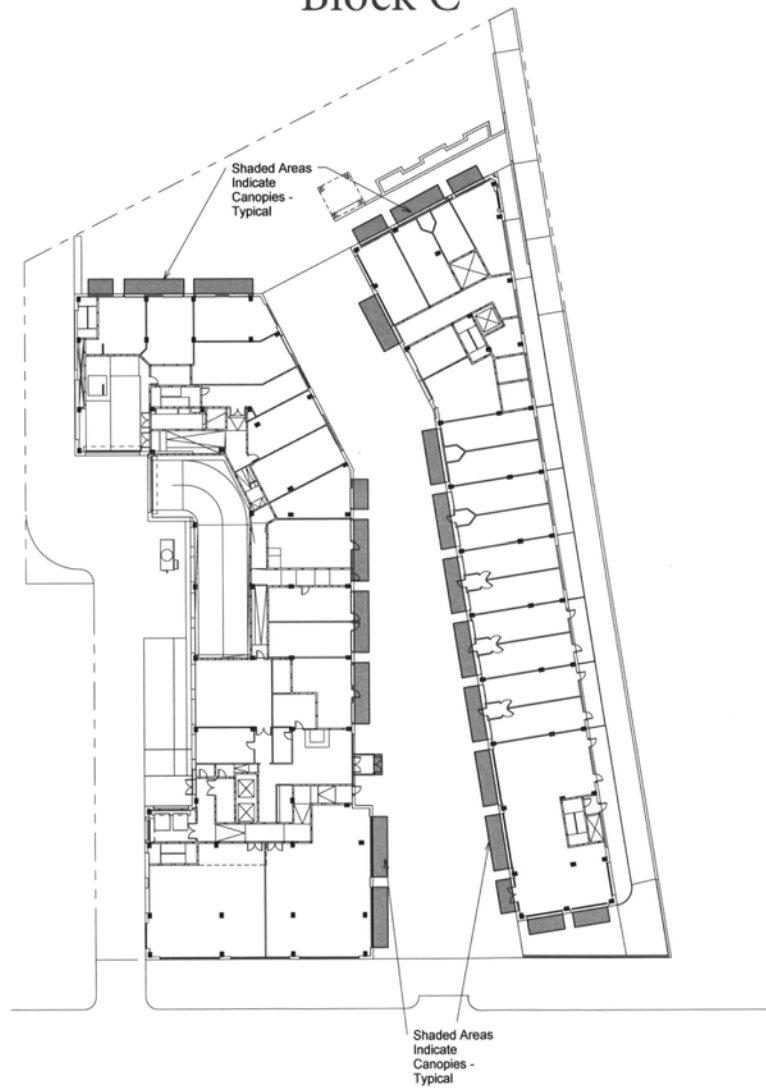 Block C
Shaded Areas
Indicate
Canopies -
Typical
Shaded Areas
Indicate
Canopies -
Typical